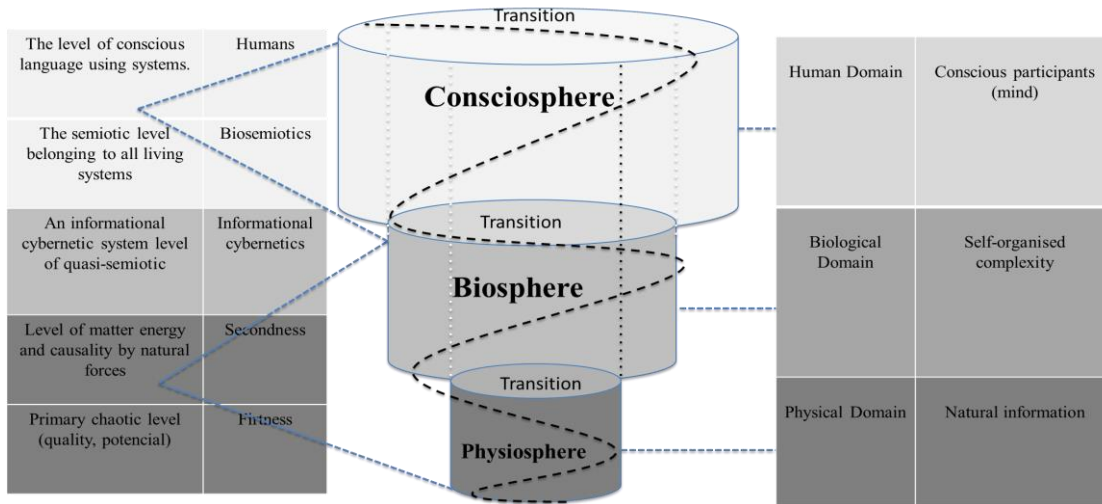 The level of conscious
language using systems.
Humans
The semiotic level
belonging to all living
systems
Biosemiotics
An informational
cybernetic system level
of quasi-semiotic
Informational
cybernetics
Level of matter energy
and causality by natural
forces
Secondness
Primary chaotic level
(quality, potencial)
Firtness
Transition
Consciosphere
Transition
Biosphere
Transition
Physiosphere
Human Domain
Conscious participants
(mind)
Biological
Domain
Self-organised
complexity
Physical Domain
Natural information